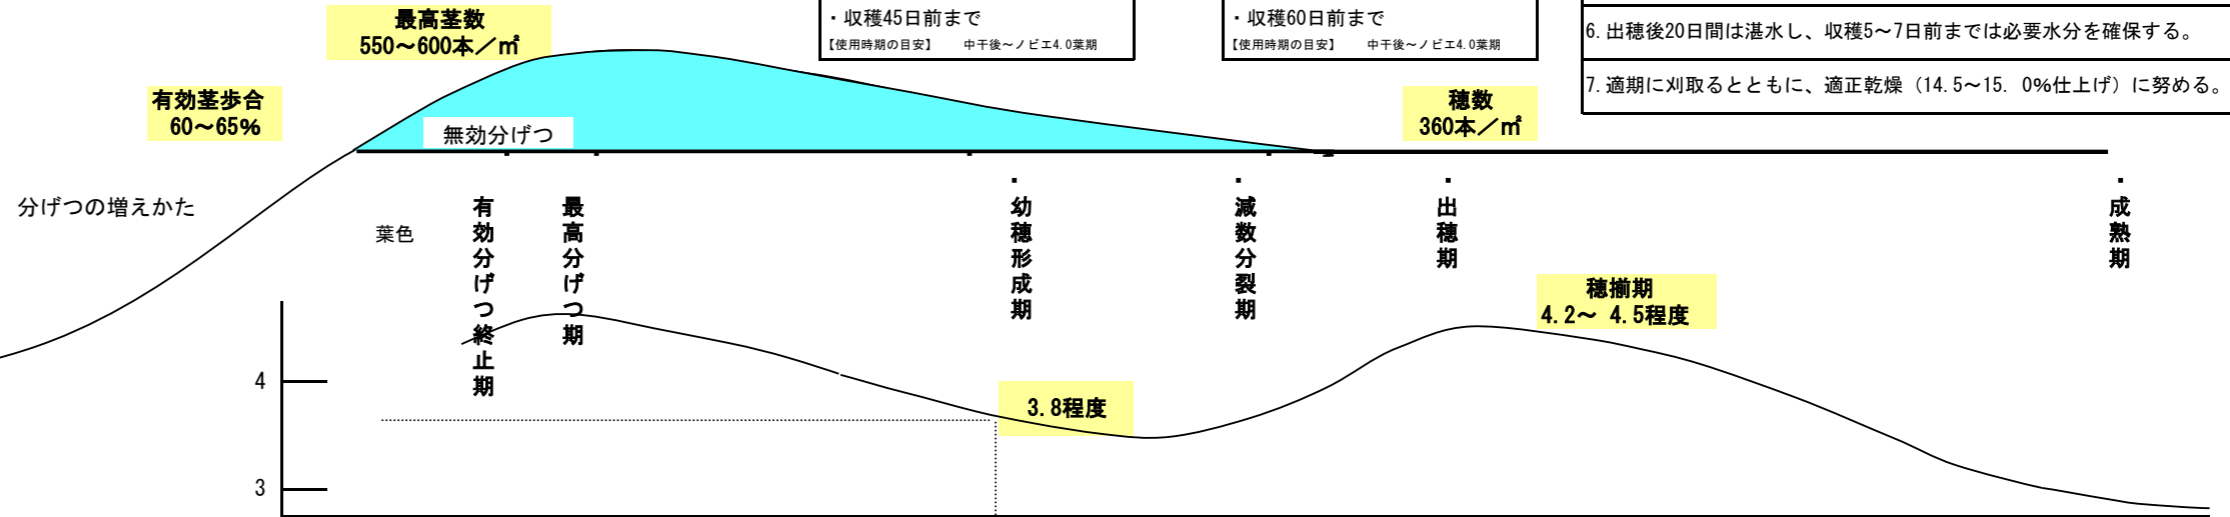 最高茎数
550～600本／㎡
・収穫45日前まで
【使用時期の目安】　中干後～ノビエ4.0葉期
・収穫60日前まで
【使用時期の目安】　中干後～ノビエ4.0葉期
6. 出穂後20日間は湛水し、収穫5～7日前までは必要水分を確保する。
7. 適期に刈取るとともに、適正乾燥（14.5～15. 0%仕上げ）に努める。
有効茎歩合
60～65%
穂数
360本／㎡
無効分げつ
分げつの増えかた
葉色
有効分げつ終止期
最高分げつ期
・幼穂形成期
・減数分裂期
・出穂期
・成熟期
穂揃期
4.2～ 4.5程度
4
3.8程度
3